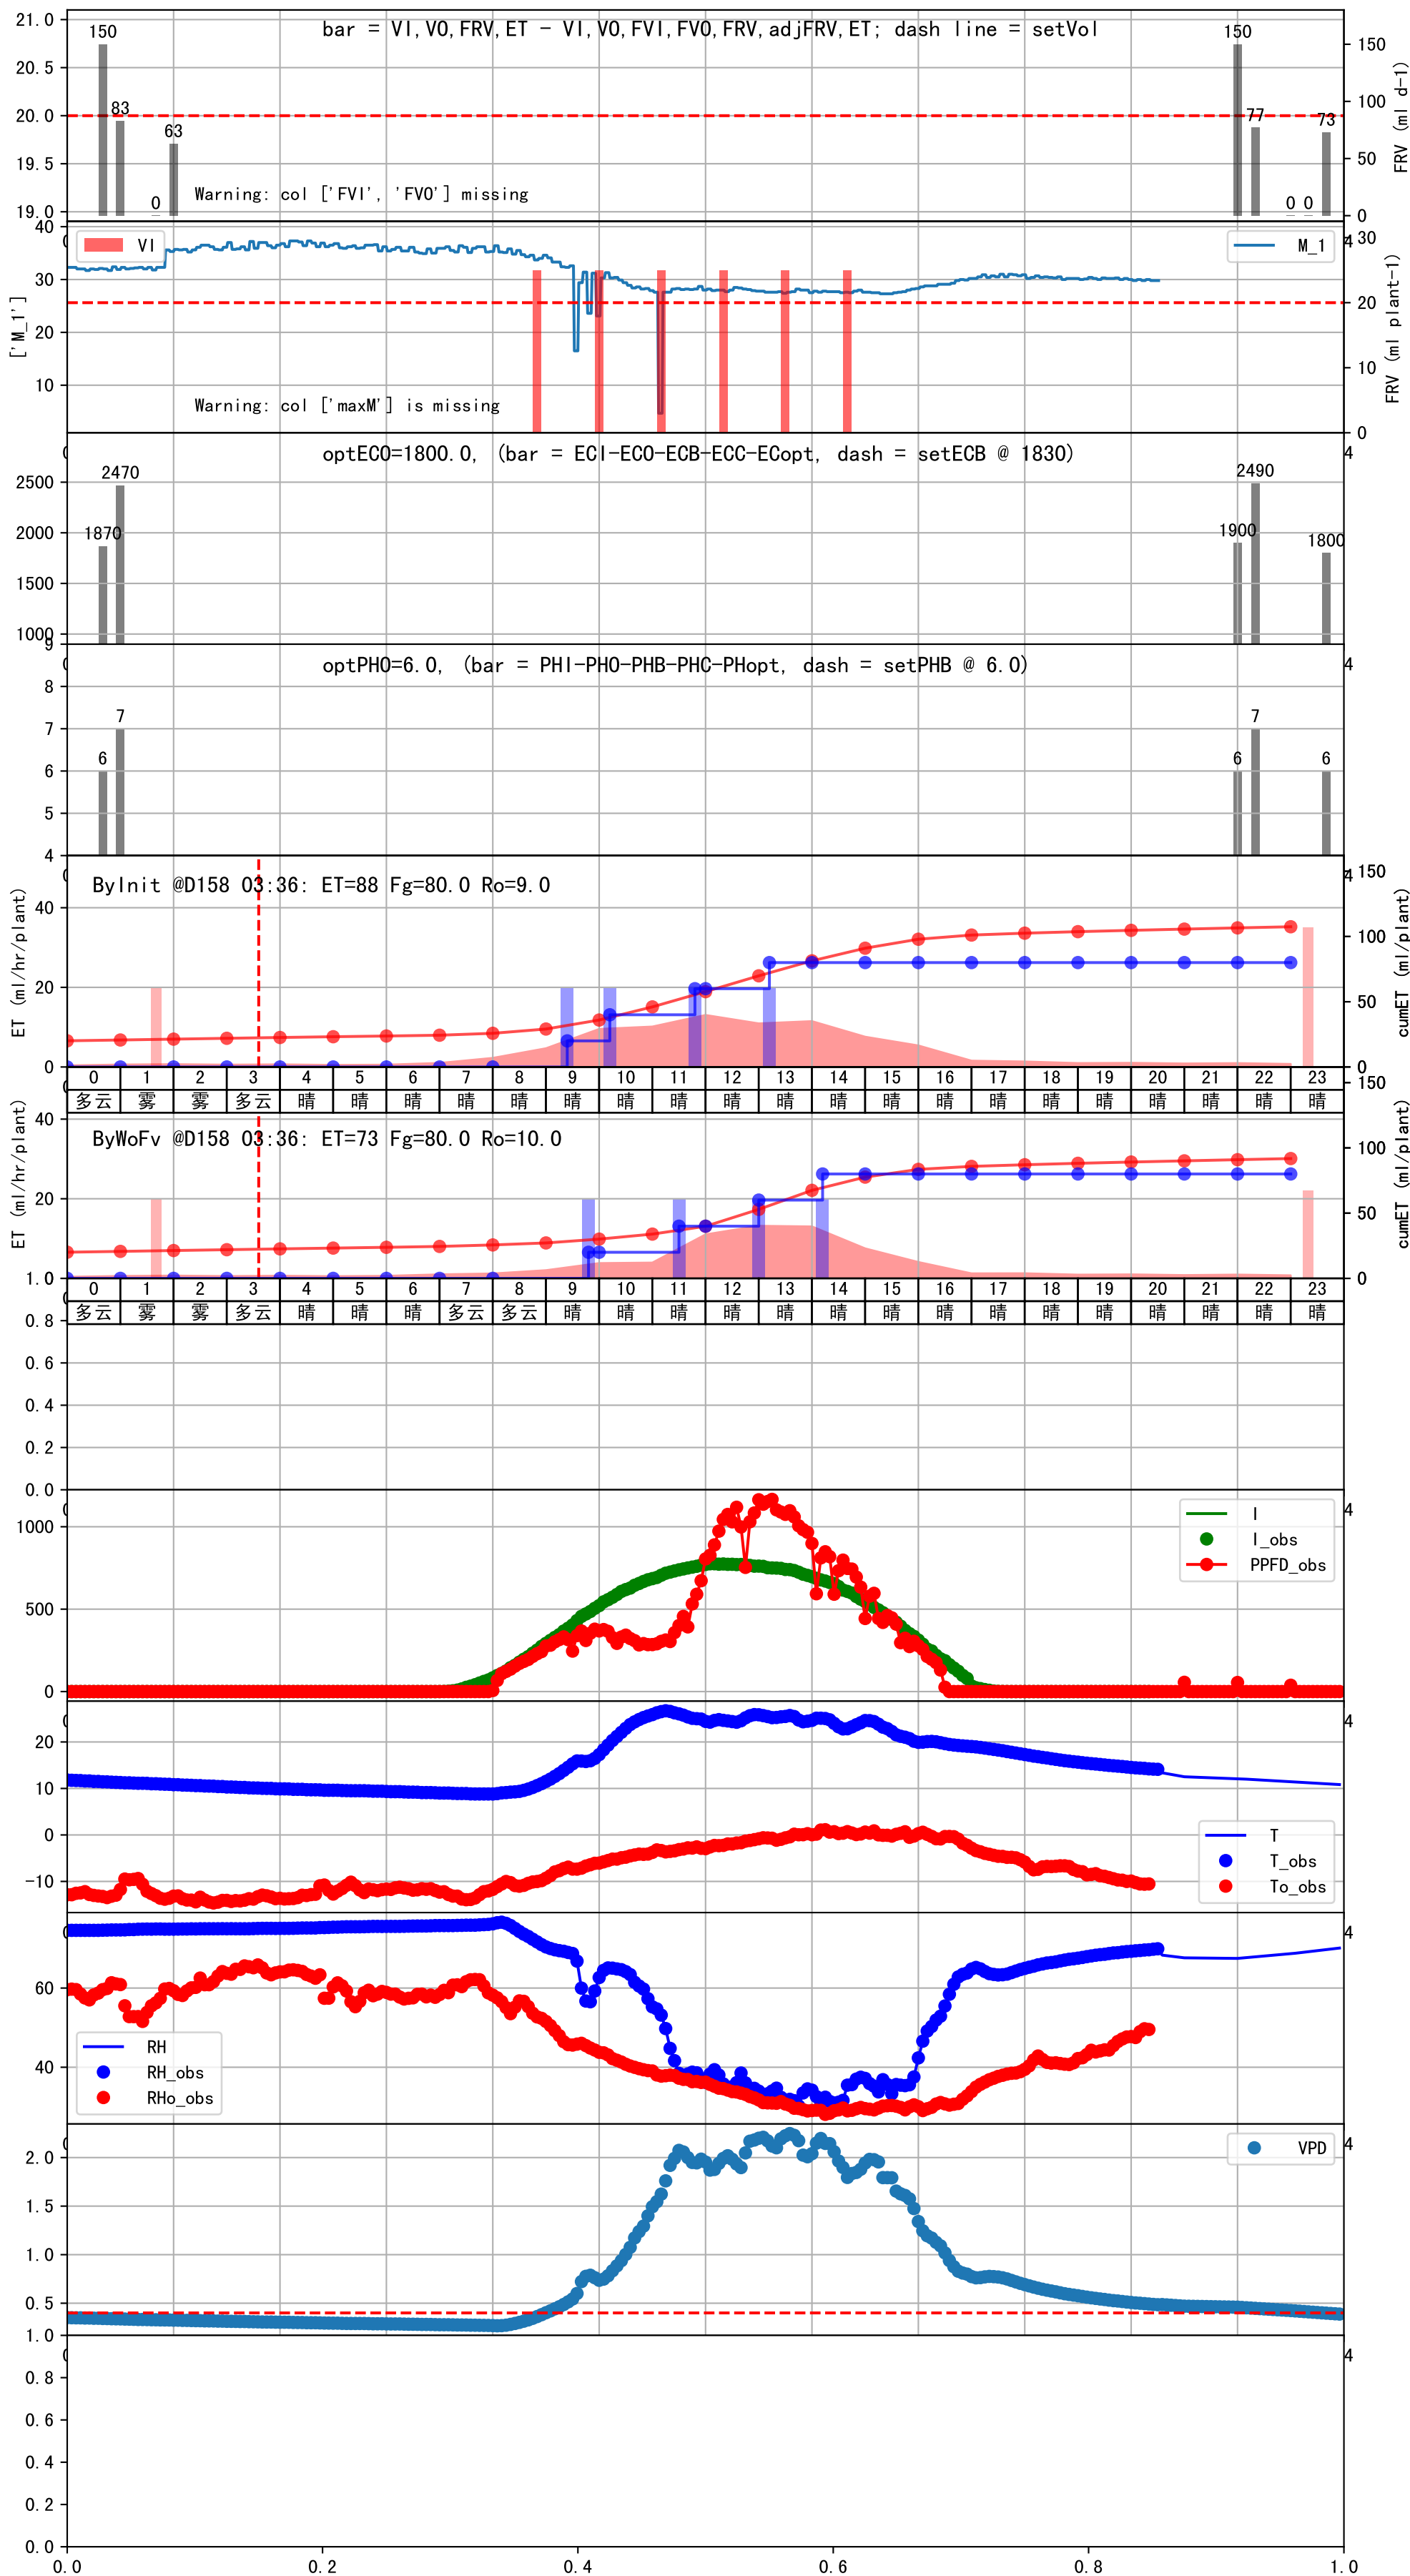 bar = VI,VO,FRV,ET - VI,VO,FVI,FVO,FRV,adjFRV,ET; dash line = setVol
21.0
20.5
20.0
19.5
19.0
150
83
0
63
150
77
0 0
73
Warning: col ['FVI', 'FVO'] missing
150
100
50
0
FRV (ml d-1)
40
30
20
10
['M_1']
VI
M_1
Warning: col ['maxM'] is missing
4
30
20
10
0
FRV (ml plant-1)
optECO=1800.0, (bar = ECI-ECO-ECB-ECC-ECopt, dash = setECB @ 1830)
4
2500
2000
1500
1000
1870
2470
1900
2490
1800
optPHO=6.0, (bar = PHI-PHO-PHB-PHC-PHopt, dash = setPHB @ 6.0)
4
9
8
7
6
5
4
6
7
6
7
6
ByInit @D158 03:36: ET=88 Fg=80.0 Ro=9.0
4
40
20
0
ET (ml/hr/plant)
150
100
50
0
cumET (ml/plant)
0 1 2 3 4 5 6 7 8 9 10 11 12 13 14 15 16 17 18 19 20 21 22 23
多云 雾 雾 多云 晴 晴 晴 晴 晴 晴 晴 晴 晴 晴 晴 晴 晴 晴 晴 晴 晴 晴 晴 晴
ByWoFv @D158 03:36: ET=73 Fg=80.0 Ro=10.0
40
20
ET (ml/hr/plant)
150
100
50
0
cumET (ml/plant)
0 1 2 3 4 5 6 7 8 9 10 11 12 13 14 15 16 17 18 19 20 21 22 23
多云 雾 雾 多云 晴 晴 晴 多云 多云 晴 晴 晴 晴 晴 晴 晴 晴 晴 晴 晴 晴 晴 晴 晴
1.0
0.8
0.6
0.4
0.2
0.0
4
1000
500
0
I
I_obs
PPFD_obs
4
20
10
0
-10
T
T_obs
To_obs
4
60
40
RH
RH_obs
RHo_obs
4
2.0
1.5
1.0
0.5
VPD
4
1.0
0.8
0.6
0.4
0.2
0.0
0.0 0.2 0.4 0.6 0.8 1.0